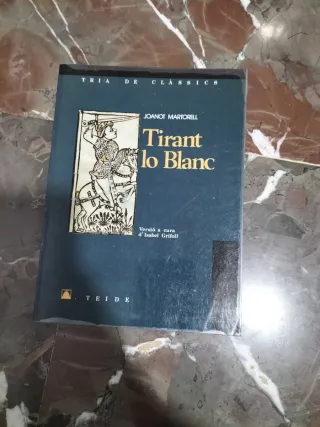 TRIA DE CLÀSSICS
JOANOT MARTORELL
Tirant
lo Blanc
Versió a cura
d'Isabel Grifoll
TEIDE